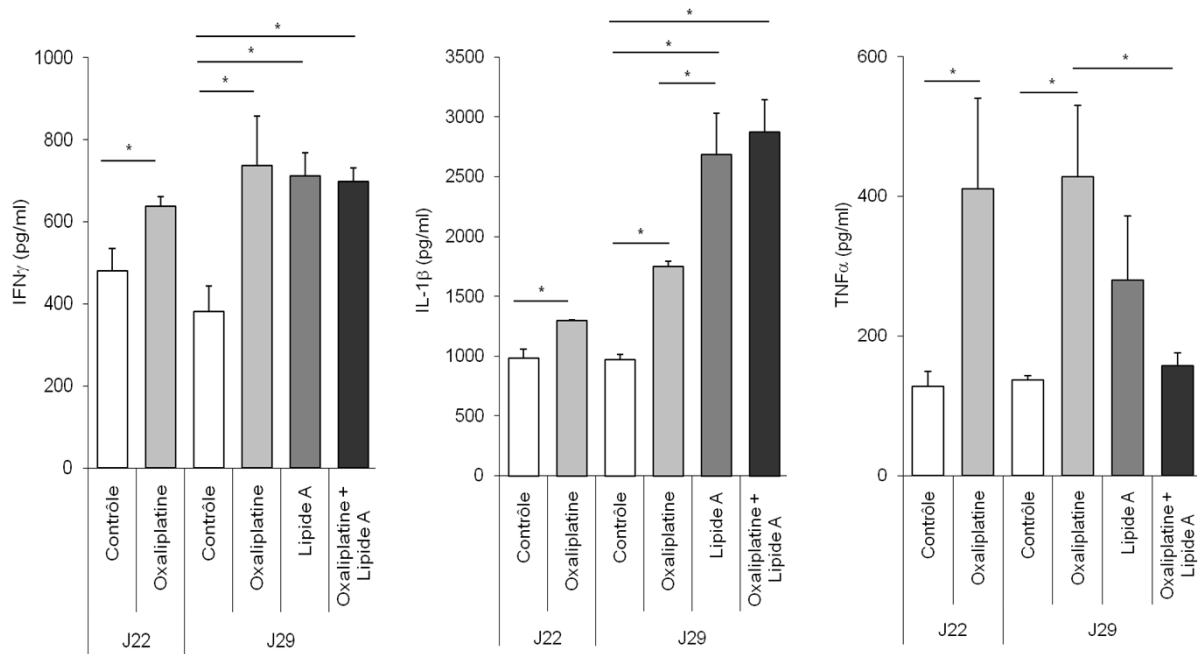 *
*
*
*
IFNγ (pg/ml)
1000
800
600
400
200
0
Contrôle
Oxaliplatine
Contrôle
Oxaliplatine
Lipide A
Oxaliplatine +
Lipide A
J22
J29
*
*
*
*
*
IL-1β (pg/ml)
3500
3000
2500
2000
1500
1000
500
0
Contrôle
Oxaliplatine
Contrôle
Oxaliplatine
Lipide A
Oxaliplatine +
Lipide A
J22
J29
*
*
*
TNFα (pg/ml)
600
400
200
0
Contrôle
Oxaliplatine
Contrôle
Oxaliplatine
Lipide A
Oxaliplatine +
Lipide A
J22
J29